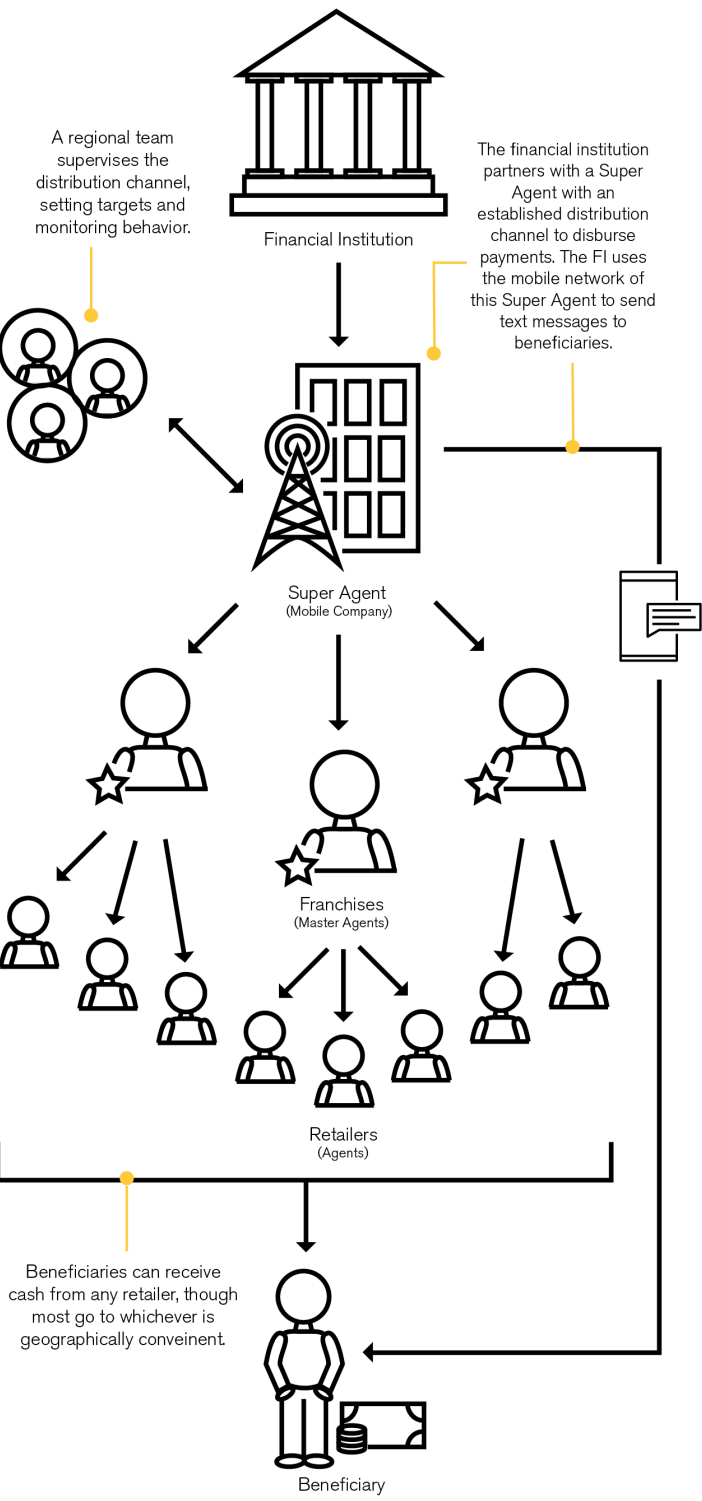 A regional team
supervises the
distribution channel,
setting targets and
monitoring behavior.
The financial institution
partners with a Super
Agent with an
established distribution
channel to disburse
payments. The FI uses
the mobile network of
this Super Agent to send
text messages to
beneficiaries.
Financial Institution
Super Agent
(Mobile Company)
Franchises
(Master Agents)
Retailers
(Agents)
Beneficiaries can receive
cash from any retailer, though
most go to whichever is
geographically conveinent.
Beneficiary